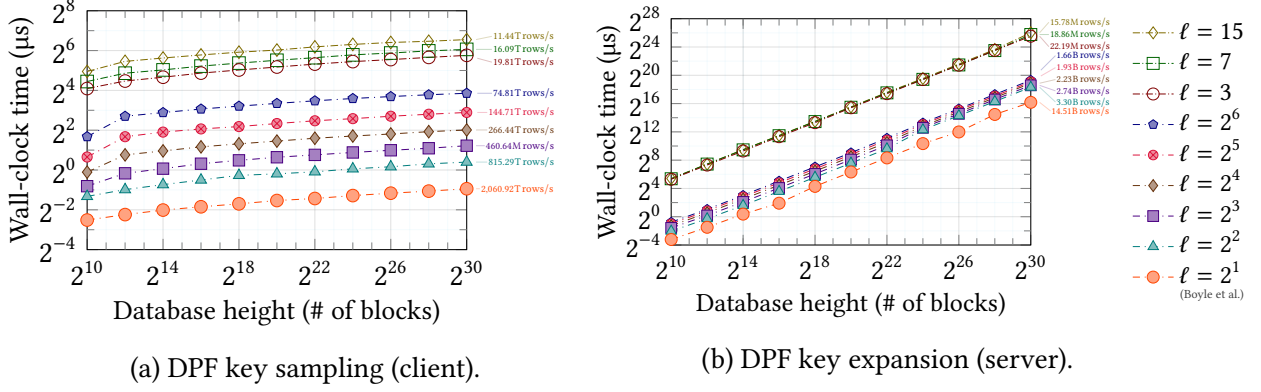 Wall-clock time (μs)
2^8
2^6
2^4
2^2
2^0
2^−2
2^−4
11.44T rows/s
16.09T rows/s
19.81T rows/s
74.81T rows/s
144.71T rows/s
266.44T rows/s
460.64M rows/s
815.29T rows/s
2,060.92T rows/s
2^10 2^14 2^18 2^22 2^26 2^30
Database height (# of blocks)
(a) DPF key sampling (client).
Wall-clock time (μs)
2^28
2^24
2^20
2^16
2^12
2^8
2^4
2^0
2^−4
15.78M rows/s
18.86M rows/s
22.19M rows/s
1.66B rows/s
1.93B rows/s
2.23B rows/s
2.74B rows/s
3.30B rows/s
14.51B rows/s
2^10 2^14 2^18 2^22 2^26 2^30
Database height (# of blocks)
(b) DPF key expansion (server).
ℓ = 15
ℓ = 7
ℓ = 3
ℓ = 2^6
ℓ = 2^5
ℓ = 2^4
ℓ = 2^3
ℓ = 2^2
ℓ = 2^1
(Boyle et al.)